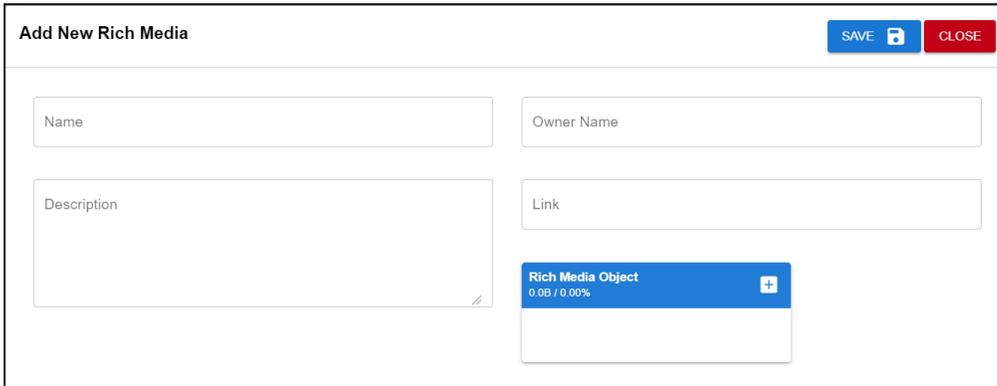 Add New Rich Media
SAVE
CLOSE
Name
Owner Name
Description
Link
Rich Media Object
0.0B / 0.00%